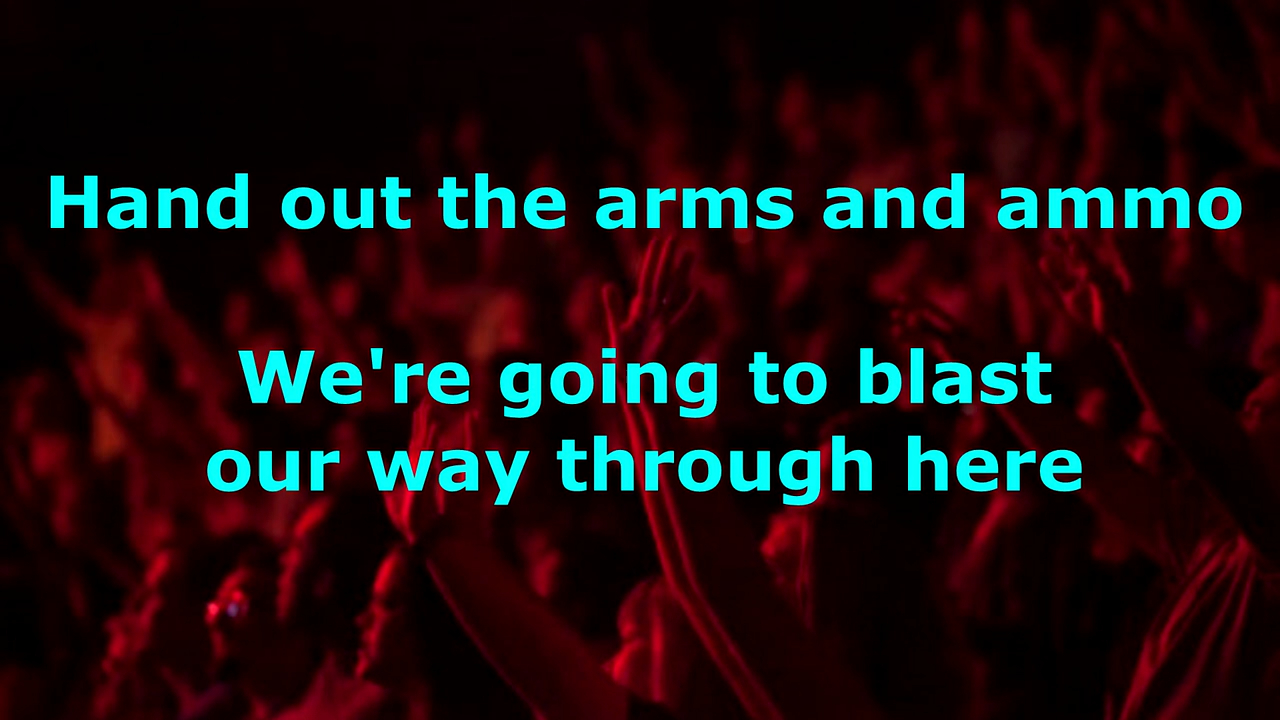 Hand out the arms and ammo
We're going to blast
our way through here